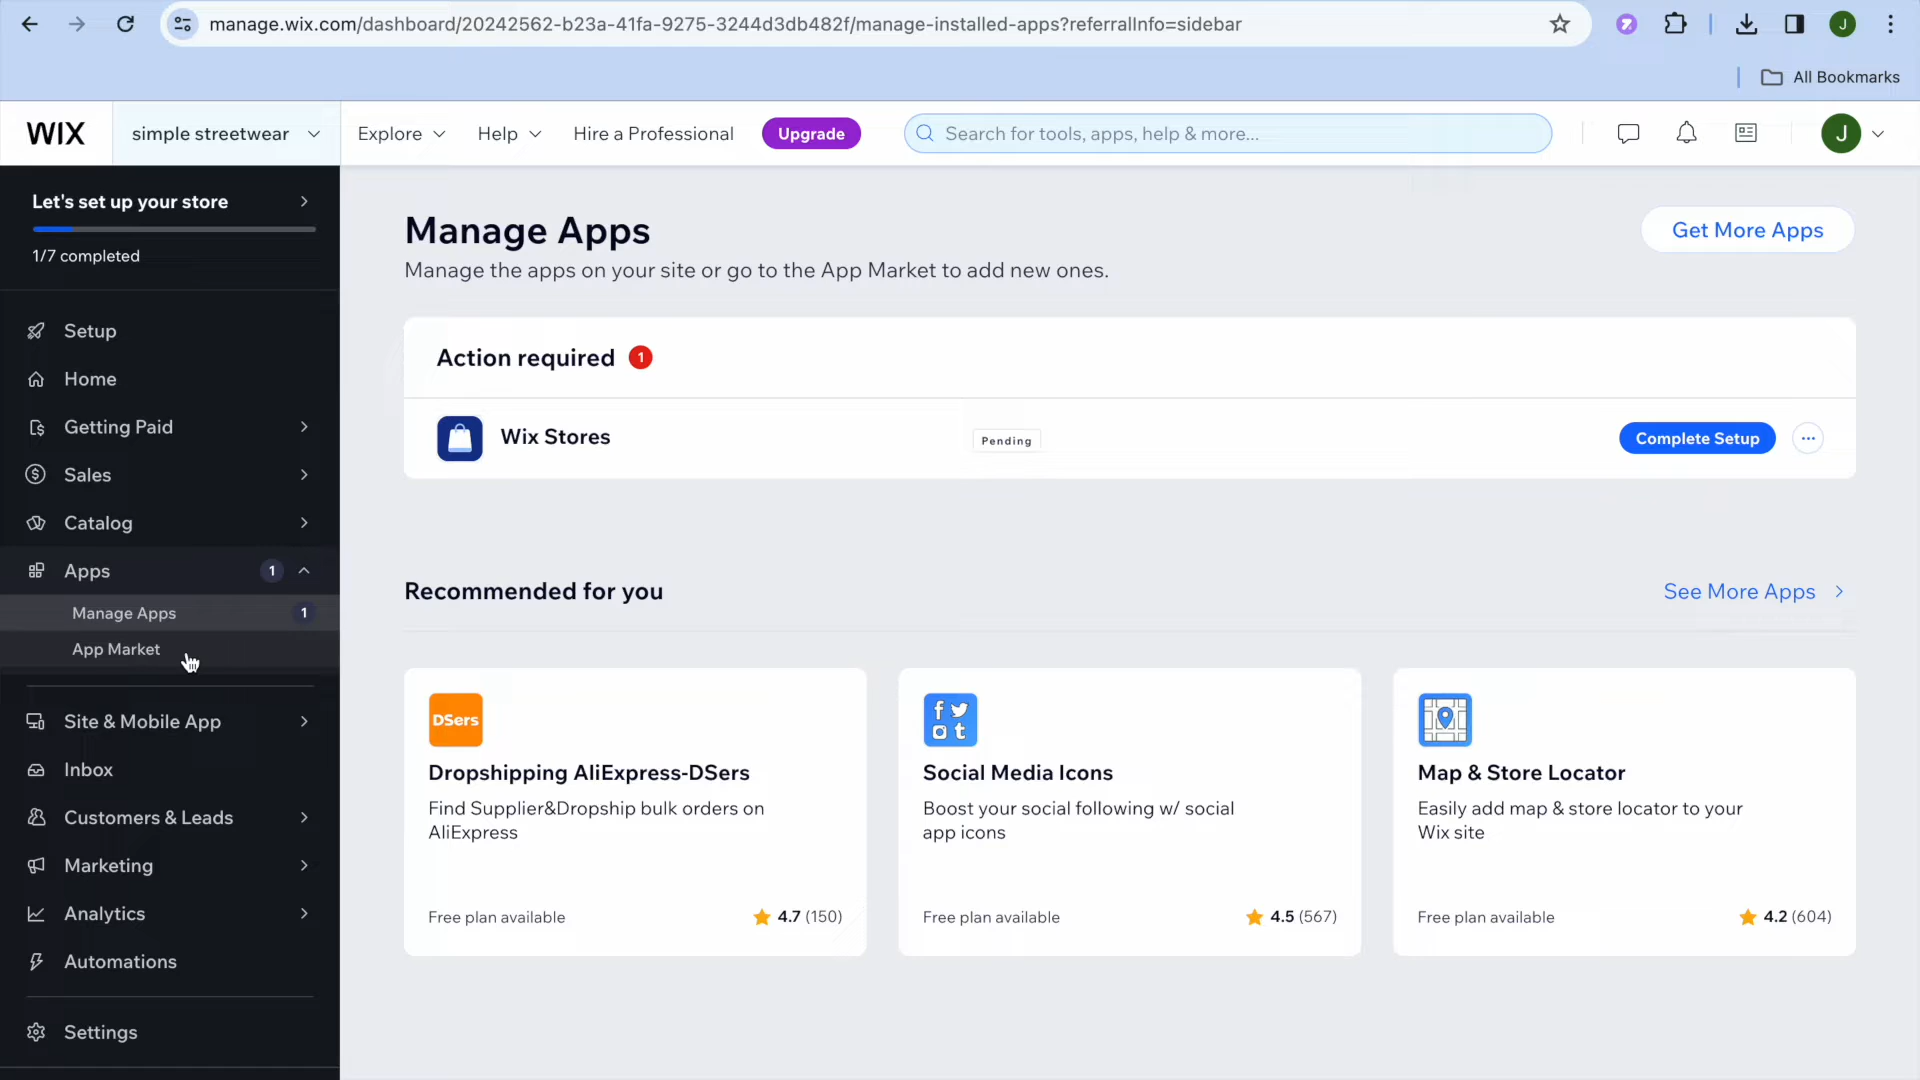 manage.wix.com/dashboard/20242562-b23a-41fa-9275-3244d3db482f/manage-installed-apps?referralInfo=sidebar
J
All Bookmarks
WIX
simple streetwear
Explore
Help
Hire a Professional
Upgrade
Search for tools, apps, help & more...
J
Let's set up your store
1/7 completed
Setup
Home
Getting Paid
Sales
Catalog
Apps
1
Manage Apps
1
App Market
Site & Mobile App
Inbox
Customers & Leads
Marketing
Analytics
Automations
Settings
Manage Apps
Get More Apps
Manage the apps on your site or go to the App Market to add new ones.
Action required
1
Wix Stores
Pending
Complete Setup
Recommended for you
See More Apps
DSers
Dropshipping AliExpress-DSers
Find Supplier&Dropship bulk orders on
AliExpress
Free plan available
4.7 (150)
Social Media Icons
Boost your social following w/ social
app icons
Free plan available
4.5 (567)
Map & Store Locator
Easily add map & store locator to your
Wix site
Free plan available
4.2 (604)